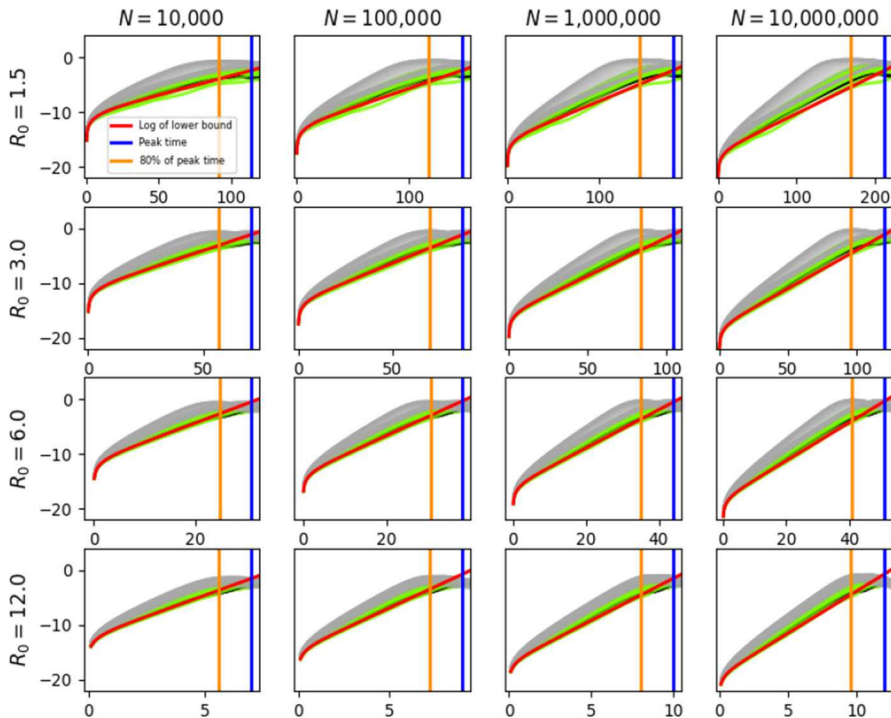 N = 10,000 N = 100,000 N = 1,000,000 N = 10,000,000
R₀ = 1.5
0
−10
−20
Log of lower bound
Peak time
80% of peak time
0 50 100 0 100 0 100 0 100 200
R₀ = 3.0
0
−10
−20
0 50 0 50 0 50 100 0 50 100
R₀ = 6.0
0
−10
−20
0 20 0 20 0 20 40 0 20 40
R₀ = 12.0
0
−10
−20
0 5 0 5 0 5 10 0 5 10